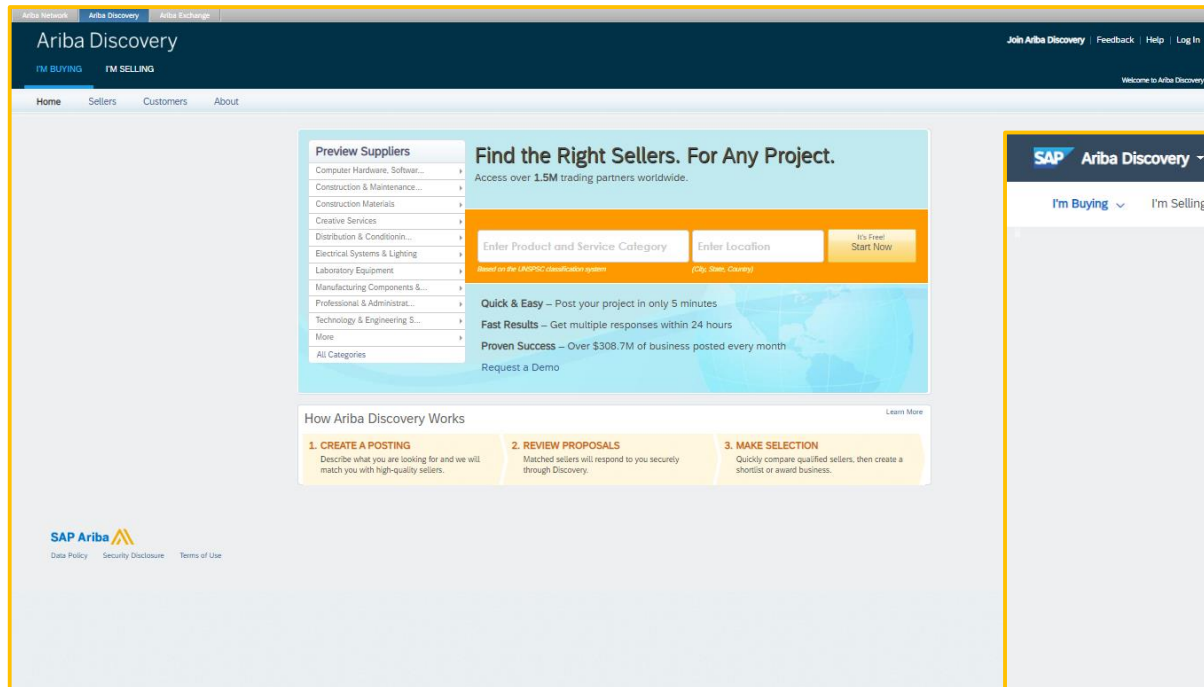 Ariba Network Ariba Discovery Ariba Exchange
Ariba Discovery
Join Ariba Discovery | Feedback | Help | Log In
I'M BUYING I'M SELLING
Welcome to Ariba Discovery
Home Sellers Customers About
Preview Suppliers
Computer Hardware, Softwar...
Construction & Maintenance...
Construction Materials
Creative Services
Distribution & Conditionin...
Electrical Systems & Lighting
Laboratory Equipment
Manufacturing Components &...
Professional & Administrat...
Technology & Engineering S...
More
All Categories
Find the Right Sellers. For Any Project.
Access over 1.5M trading partners worldwide.
Enter Product and Service Category
Enter Location
It's Free!
Start Now
Based on the UNSPSC classification system
(City, State, Country)
Quick & Easy – Post your project in only 5 minutes
Fast Results – Get multiple responses within 24 hours
Proven Success – Over $308.7M of business posted every month
Request a Demo
How Ariba Discovery Works
Learn More
1. CREATE A POSTING
Describe what you are looking for and we will
match you with high-quality sellers.
2. REVIEW PROPOSALS
Matched sellers will respond to you securely
through Discovery.
3. MAKE SELECTION
Quickly compare qualified sellers, then create a
shortlist or award business.
SAP Ariba
Data Policy Security Disclosure Terms of Use
SAP Ariba Discovery
I'm Buying I'm Selling